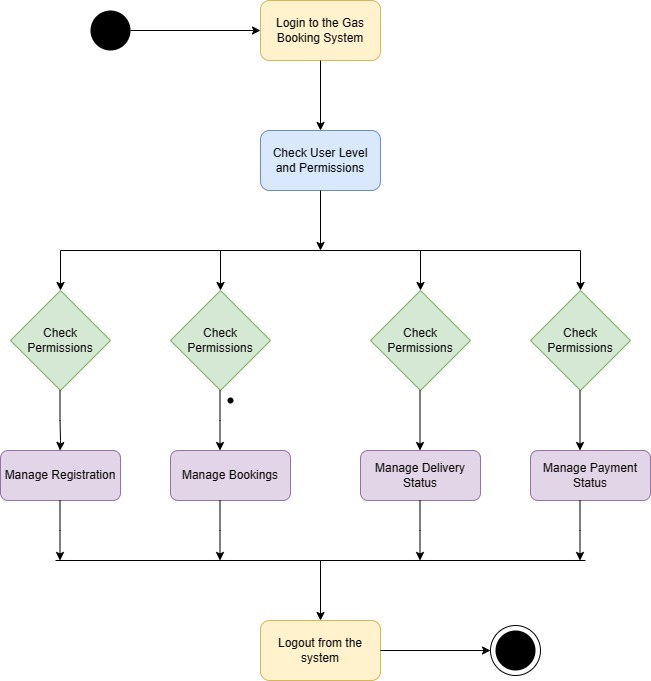 Login to the Gas
Booking System
Check User Level
and Permissions
Check
Permissions
Check
Permissions
Check
Permissions
Check
Permissions
Manage Registration
Manage Bookings
Manage Delivery
Status
Manage Payment
Status
Logout from the
system